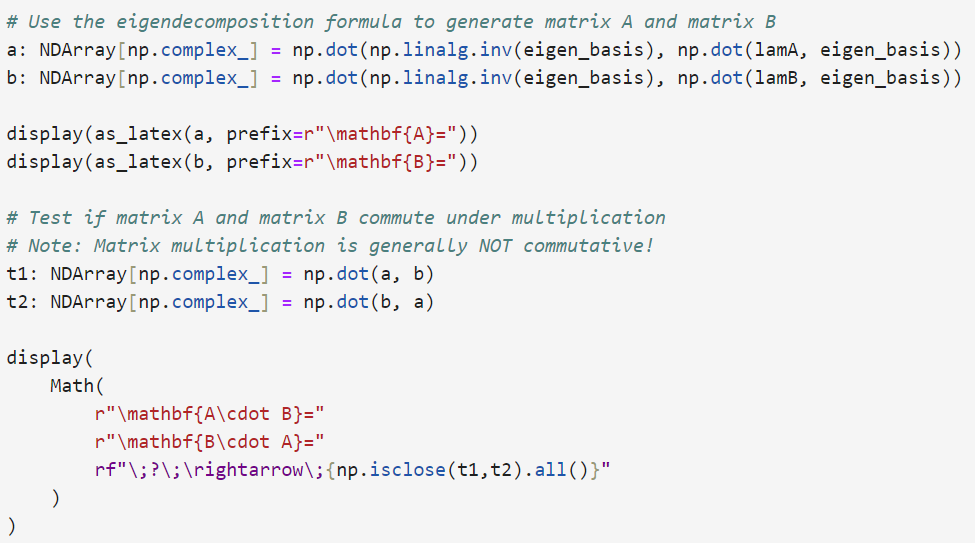 # Use the eigendecomposition formula to generate matrix A and matrix B
a: NDArray[np.complex_] = np.dot(np.linalg.inv(eigen_basis), np.dot(lamA, eigen_basis))
b: NDArray[np.complex_] = np.dot(np.linalg.inv(eigen_basis), np.dot(lamB, eigen_basis))

display(as_latex(a, prefix=r"\mathbf{A}="))
display(as_latex(b, prefix=r"\mathbf{B}="))

# Test if matrix A and matrix B commute under multiplication
# Note: Matrix multiplication is generally NOT commutative!
t1: NDArray[np.complex_] = np.dot(a, b)
t2: NDArray[np.complex_] = np.dot(b, a)

display(
    Math(
        r"\mathbf{A\cdot B}="
        r"\mathbf{B\cdot A}="
        rf"\;?\;\rightarrow\;{np.isclose(t1,t2).all()}"
    )
)